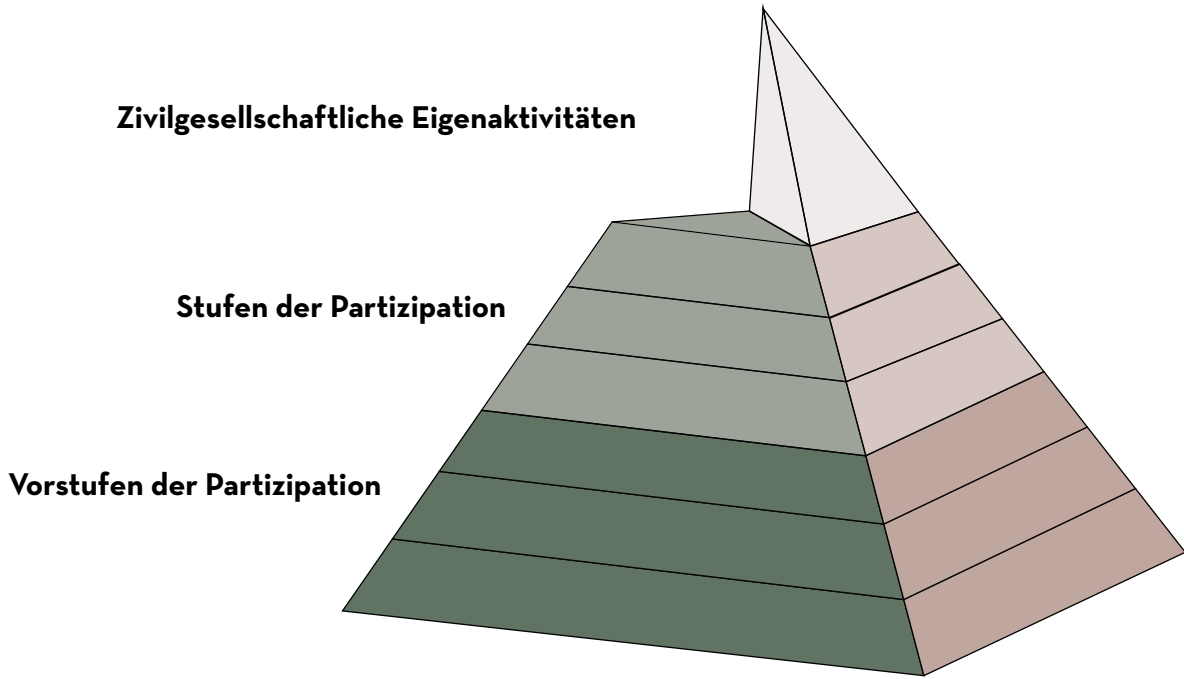 Zivilgesellschaftliche Eigenaktivitäten
Stufen der Partizipation
Vorstufen der Partizipation